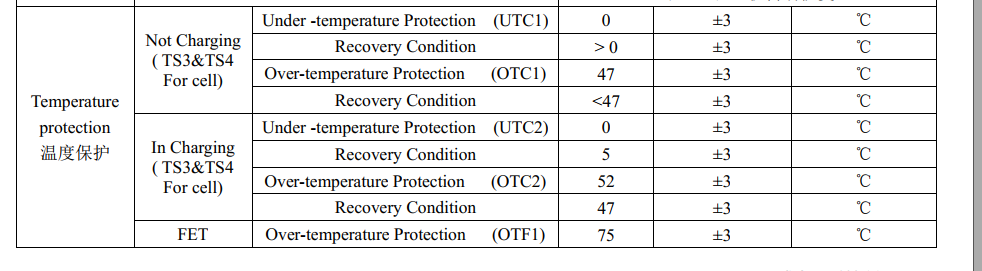 Temperature
protection
温度保护
Not Charging
( TS3&TS4
For cell)
Under -temperature Protection (UTC1) 0 ±3 ℃
Recovery Condition > 0 ±3 ℃
Over-temperature Protection (OTC1) 47 ±3 ℃
Recovery Condition <47 ±3 ℃
In Charging
( TS3&TS4
For cell)
Under -temperature Protection (UTC2) 0 ±3 ℃
Recovery Condition 5 ±3 ℃
Over-temperature Protection (OTC2) 52 ±3 ℃
Recovery Condition 47 ±3 ℃
FET Over-temperature Protection (OTF1) 75 ±3 ℃